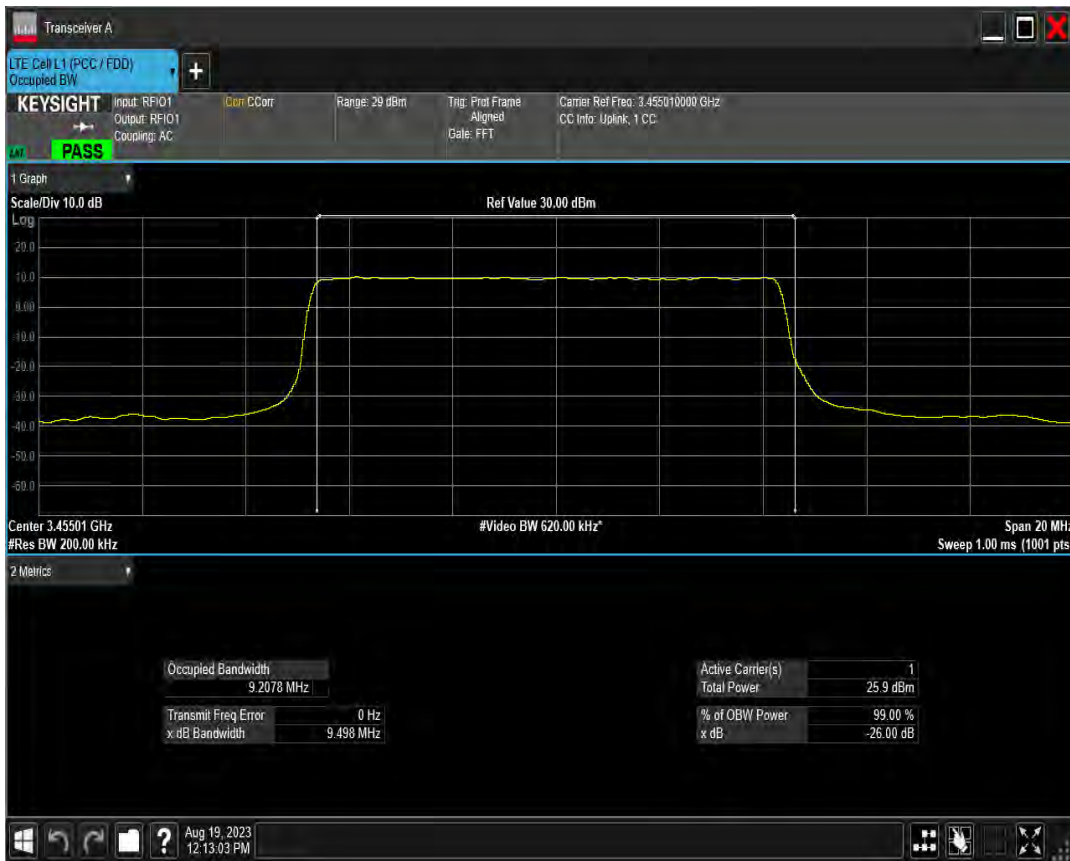 Transceiver A
LTE Cell L1 (PCC / FDD)
Occupied BW
+
KEYSIGHT
Input: RFIO1
Output: RFIO1
Coupling: AC
Corr CCorr
Range: 29 dBm
Trig: Prot Frame
Aligned
Gate: FFT
Carrier Ref Freq: 3.455010000 GHz
CC Info: Uplink, 1 CC
PASS
1 Graph
Scale/Div 10.0 dB
Ref Value 30.00 dBm
Log
20.0
10.0
0.00
-10.0
-20.0
-30.0
-40.0
-50.0
-60.0
Center 3.45501 GHz
#Video BW 620.00 kHz*
Span 20 MHz
#Res BW 200.00 kHz
Sweep 1.00 ms (1001 pts
2 Metrics
Occupied Bandwidth
9.2078 MHz
Transmit Freq Error 0 Hz
x dB Bandwidth 9.498 MHz
Active Carrier(s) 1
Total Power 25.9 dBm
% of OBW Power 99.00 %
x dB -26.00 dB
?
Aug 19, 2023
12:13:03 PM